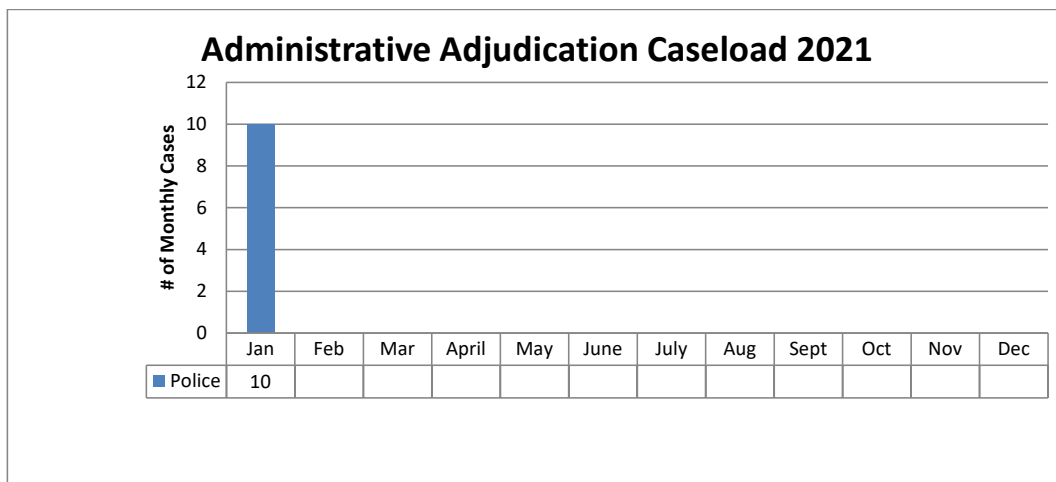 Administrative Adjudication Caseload 2021
# of Monthly Cases
12
10
8
6
4
2
0
Jan Feb Mar April May June July Aug Sept Oct Nov Dec
Police 10